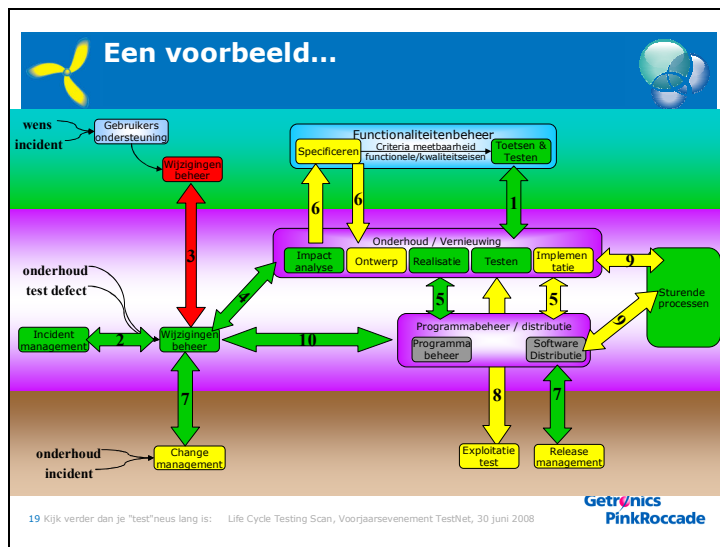 Een voorbeeld...
wens
incident
Gebruikers
ondersteuning
Wijzigingen
beheer
Functionaliteitenbeheer
Specificeren
Criteria meetbaarheid
functionele/kwaliteitseisen
Toetsen &
Testen
6
6
1
3
Onderhoud / Vernieuwing
Impact
analyse
Ontwerp
Realisatie
Testen
Implemen
tatie
9
onderhoud
test defect
4
5
5
Sturende
processen
9
Programmabeheer / distributie
Incident
management
2
Wijzigingen
beheer
10
Programma
beheer
Software
Distributie
7
8
7
onderhoud
incident
Change
management
Exploitatie
test
Release
management
19 Kijk verder dan je "test"neus lang is: Life Cycle Testing Scan, Voorjaarsevenement TestNet, 30 juni 2008
Getronics
PinkRoccade